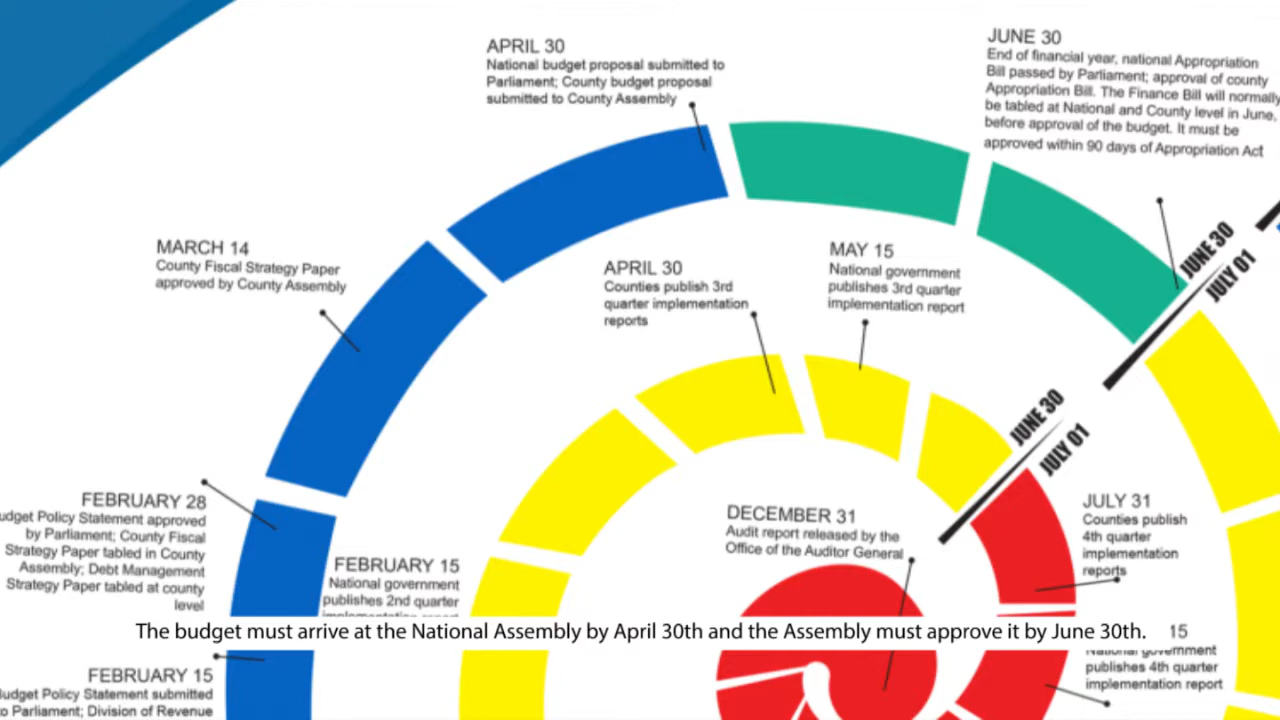 APRIL 30
National budget proposal submitted to
Parliament; County budget proposal
submitted to County Assembly
JUNE 30
End of financial year, national Appropriation
Bill passed by Parliament; approval of county
Appropriation Bill. The Finance Bill will normally
be tabled at National and County level in June,
before approval of the budget. It must be
approved within 90 days of Appropriation Act
MARCH 14
County Fiscal Strategy Paper
approved by County Assembly
APRIL 30
Counties publish 3rd
quarter implementation
reports
MAY 15
National government
publishes 3rd quarter
implementation report
JUNE 30
JULY 01
JUNE 30
JULY 01
FEBRUARY 28
udget Policy Statement approved
by Parliament; County Fiscal
Strategy Paper tabled in County
Assembly; Debt Management
Strategy Paper tabled at county
level
FEBRUARY 15
National government
publishes 2nd quarter
implementation report
DECEMBER 31
Audit report released by the
Office of the Auditor General
JULY 31
Counties publish
4th quarter
implementation
reports
The budget must arrive at the National Assembly by April 30th and the Assembly must approve it by June 30th.
15
National government
publishes 4th quarter
implementation report
FEBRUARY 15
Budget Policy Statement submitted
to Parliament; Division of Revenue